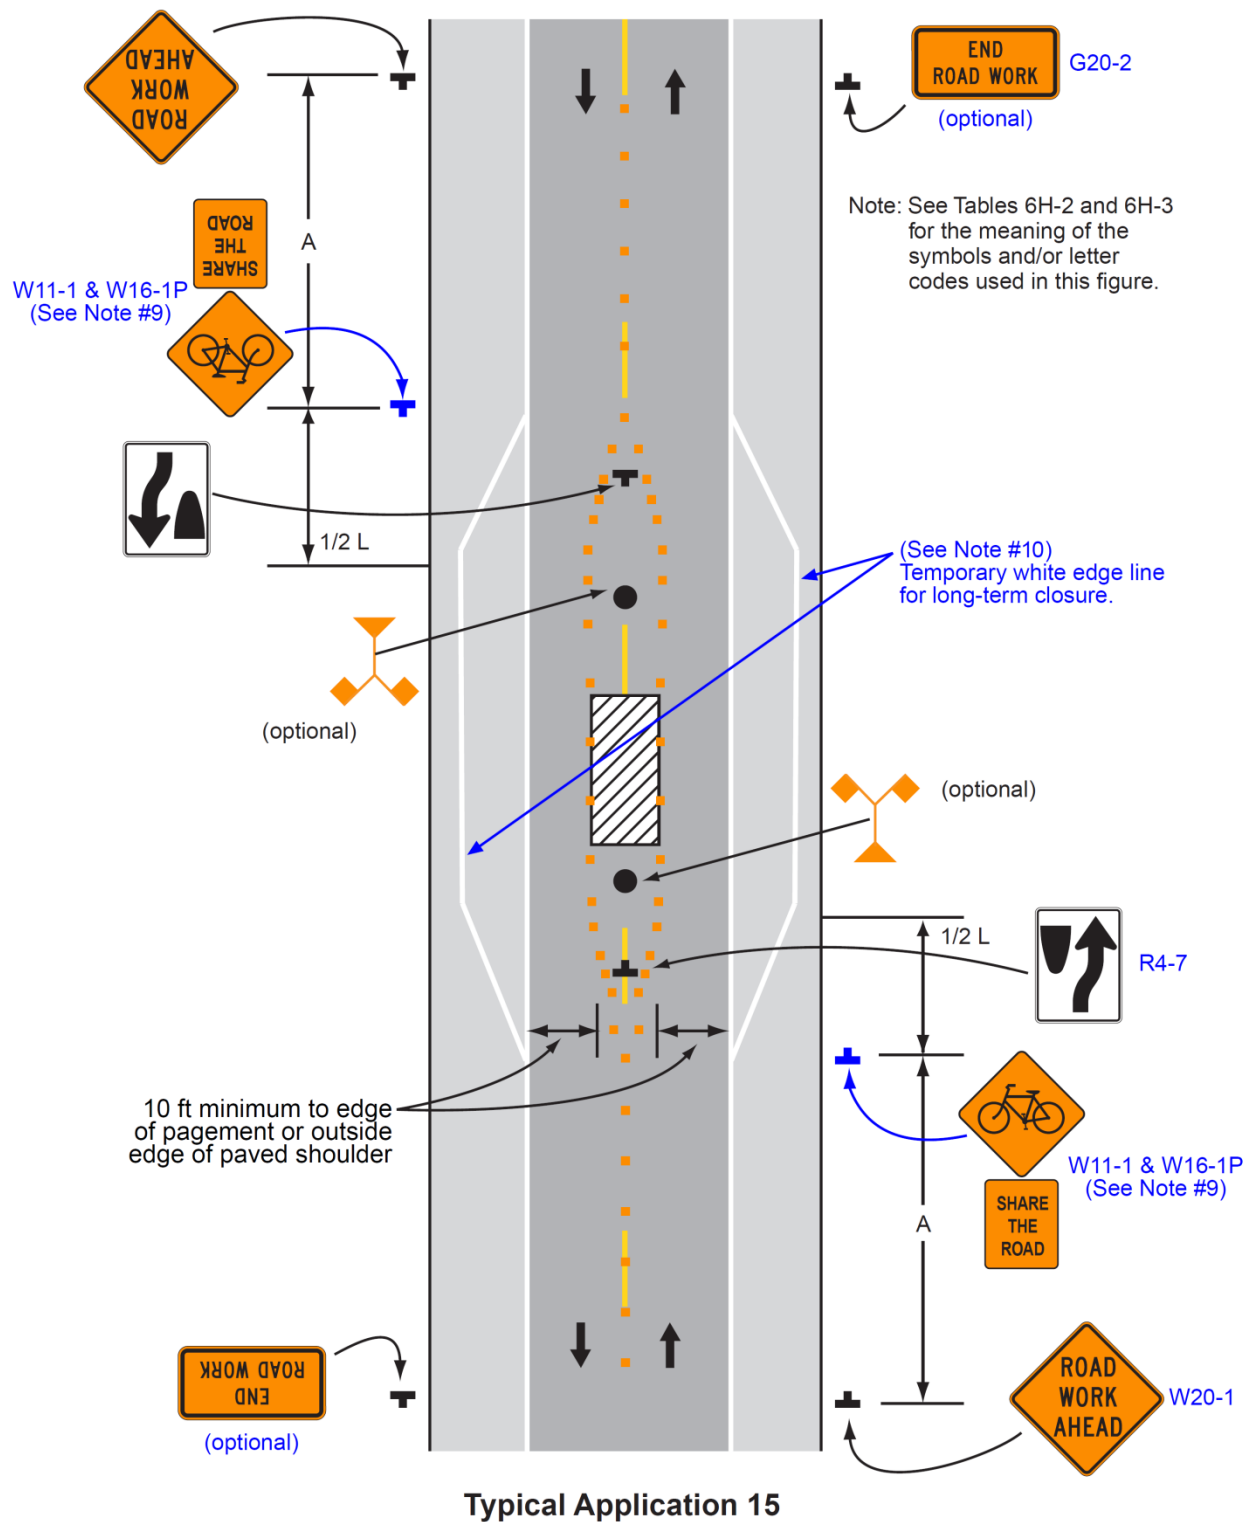 ROAD
WORK
AHEAD
END
ROAD WORK
G20-2
(optional)
Note: See Tables 6H-2 and 6H-3
for the meaning of the
symbols and/or letter
codes used in this figure.
SHARE
THE
ROAD
A
W11-1 & W16-1P
(See Note #9)
1/2 L
(See Note #10)
Temporary white edge line
for long-term closure.
(optional)
(optional)
1/2 L
R4-7
10 ft minimum to edge
of pagement or outside
edge of paved shoulder
W11-1 & W16-1P
(See Note #9)
SHARE
THE
ROAD
A
END
ROAD WORK
(optional)
ROAD
WORK
AHEAD
W20-1
Typical Application 15